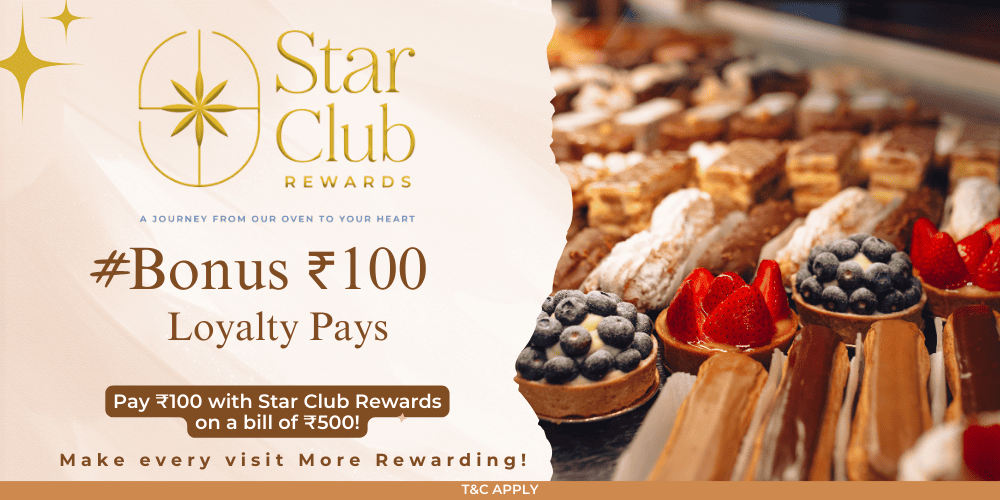 Star
Club
REWARDS
A JOURNEY FROM OUR OVEN TO YOUR HEART
#Bonus ₹100
Loyalty Pays
Pay ₹100 with Star Club Rewards
on a bill of ₹500!
Make every visit More Rewarding!
T&C APPLY